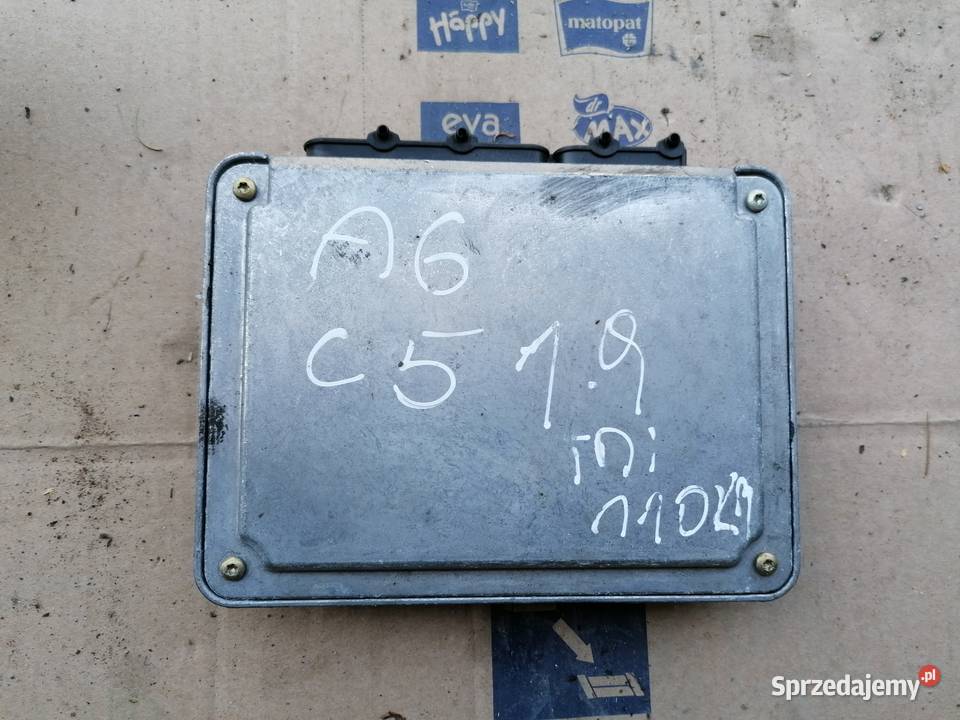 Happy
matopat
eva
dr
MAX
A6
C5 1.9
TDi
110KM
Sprzedajemy.pl